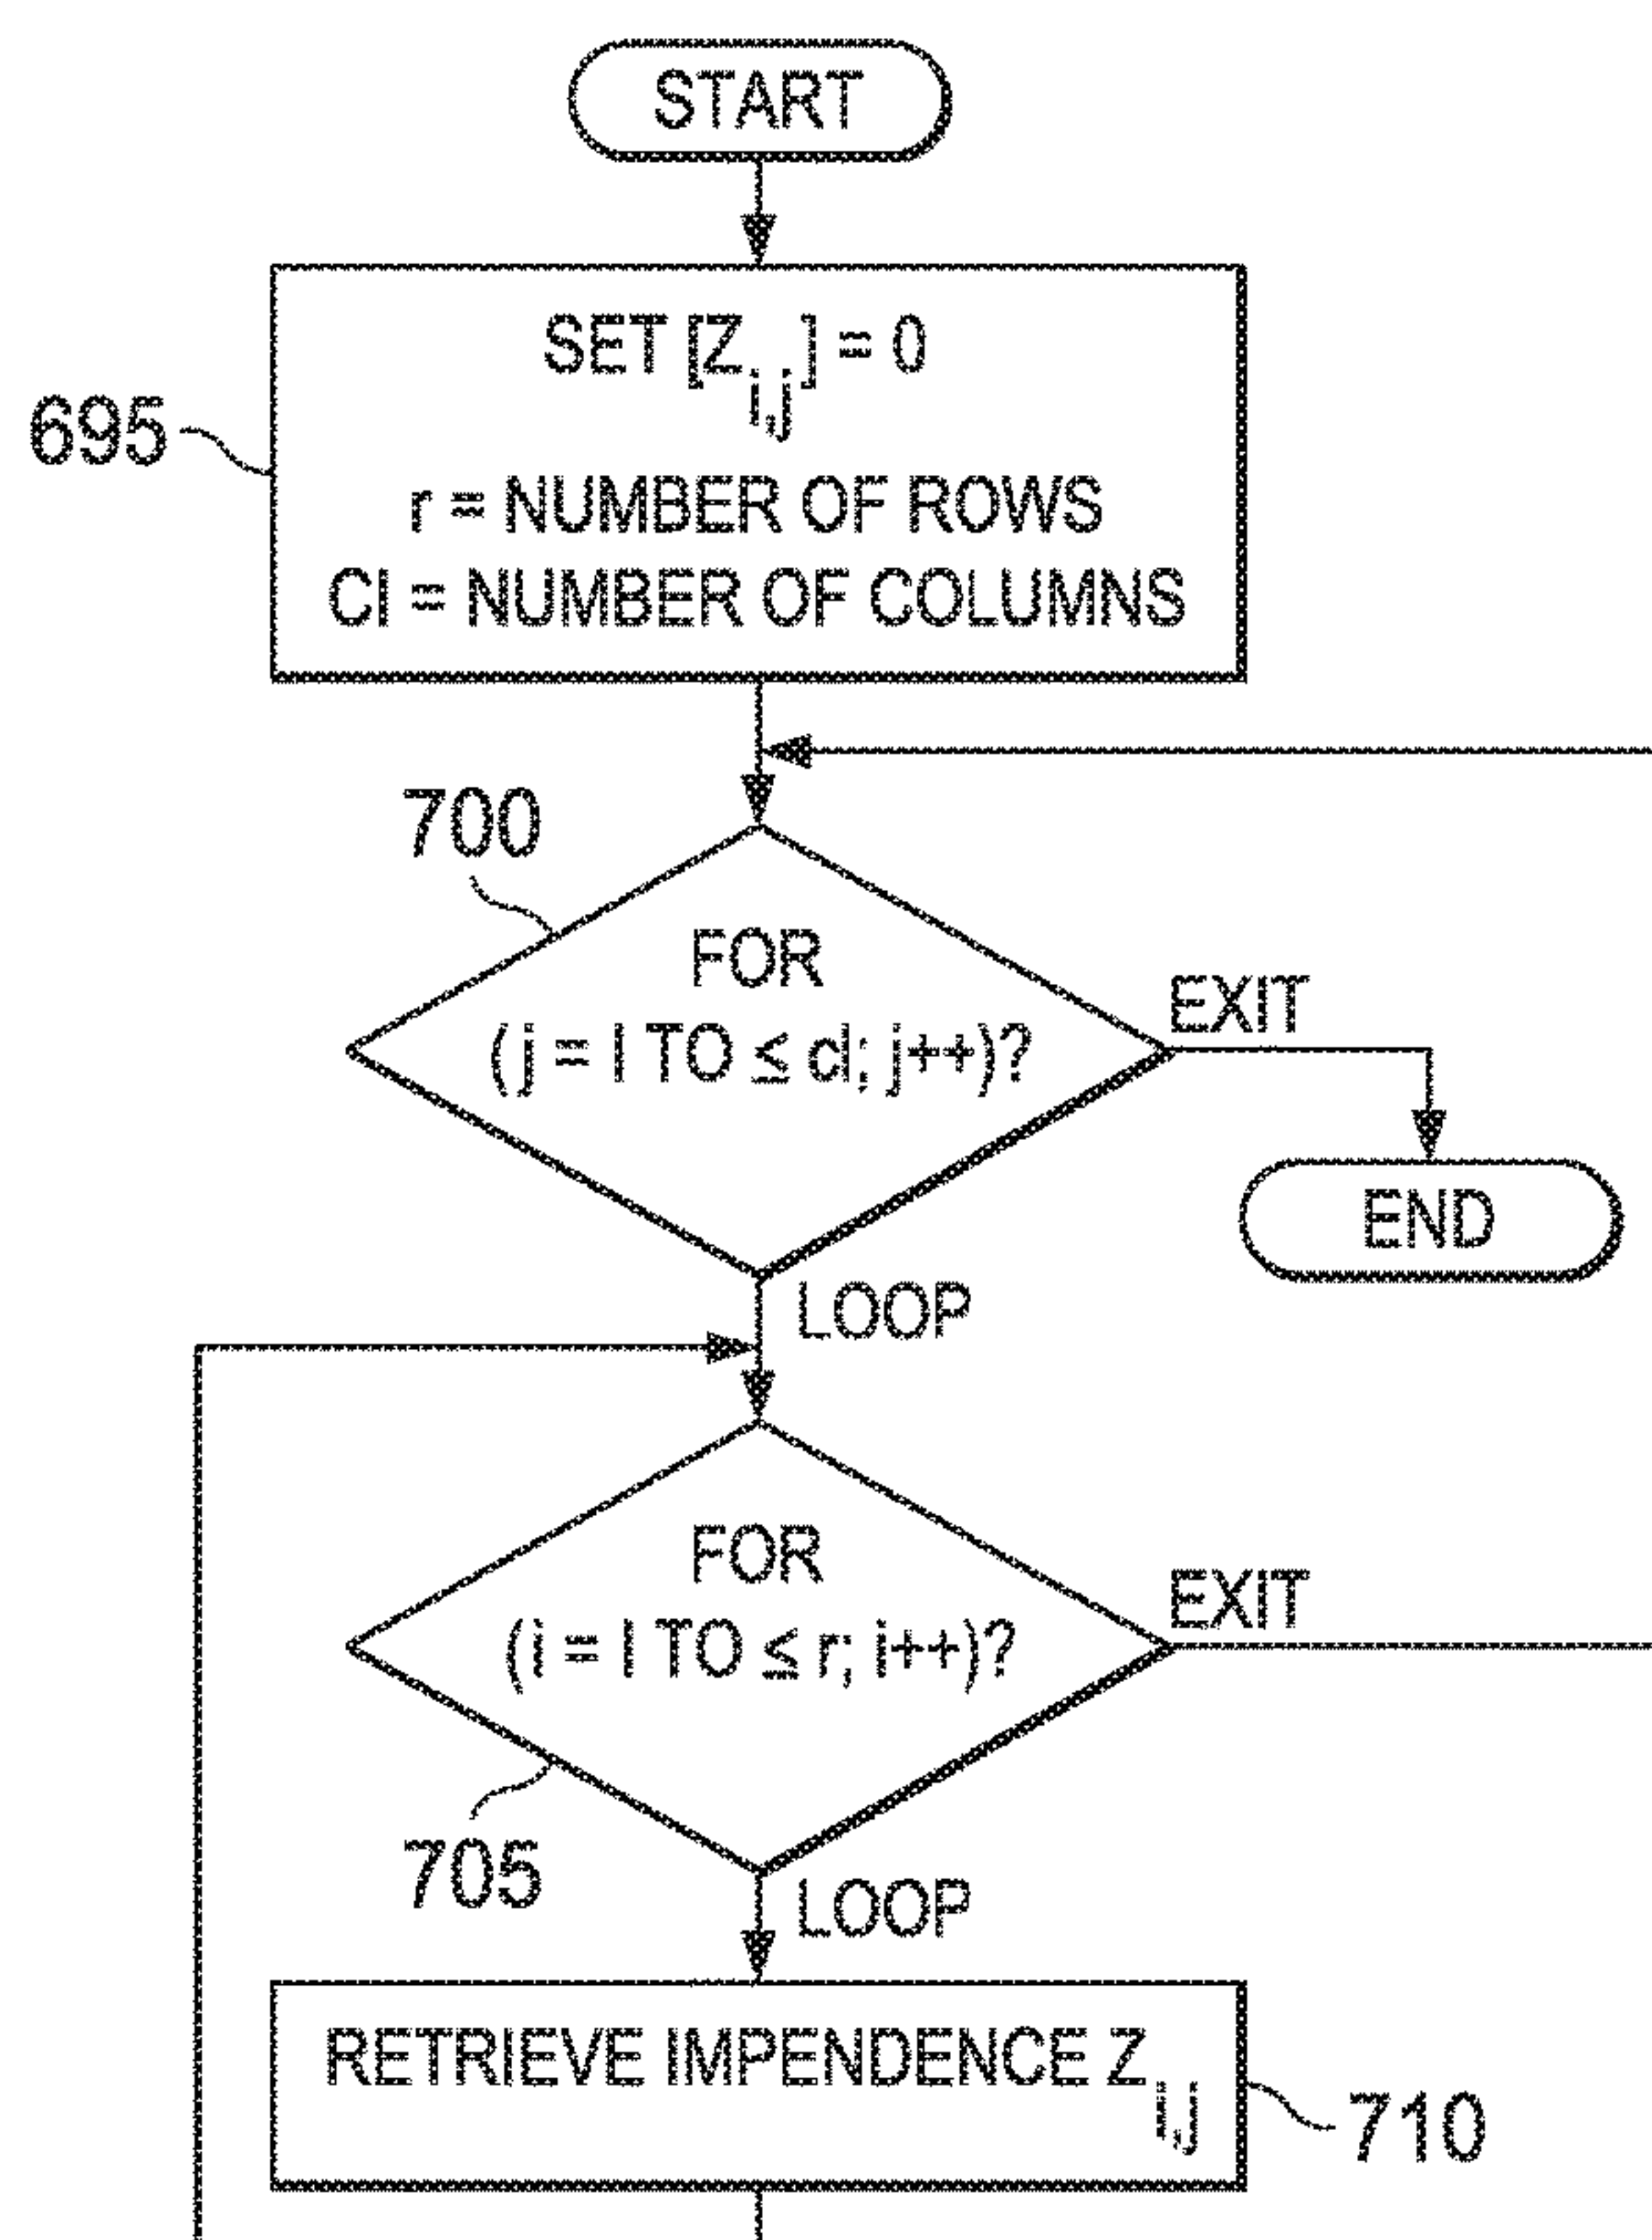 START
SET [Z i,j ] = 0
695
r = NUMBER OF ROWS
CI = NUMBER OF COLUMNS
700
FOR
(j = I TO ≤ cl; j++)?
EXIT
END
LOOP
FOR
(i = I TO ≤ r; i++)?
EXIT
705
LOOP
RETRIEVE IMPENDENCE Z i,j
710